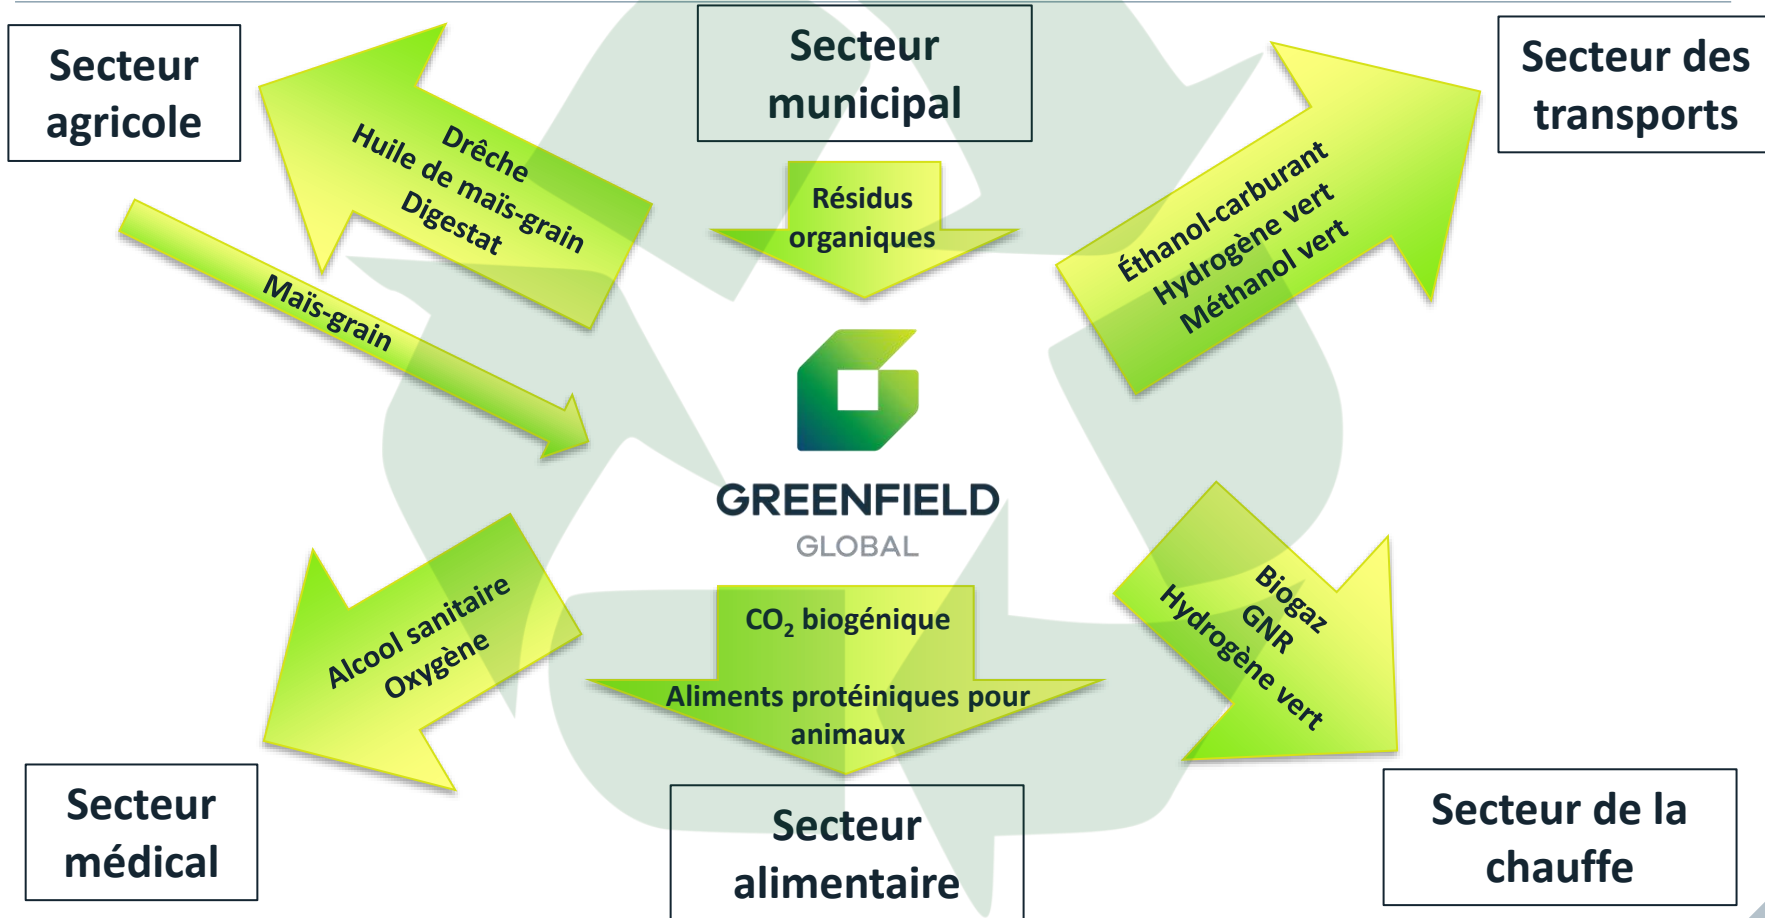 Secteur
agricole
Secteur
municipal
Secteur des
transports
Drêche
Huile de maïs-grain
Digestat
Résidus
organiques
Éthanol-carburant
Hydrogène vert
Méthanol vert
Maïs-grain
GREENFIELD
GLOBAL
Alcool sanitaire
Oxygène
CO₂ biogénique
Aliments protéiniques pour
animaux
Biogaz
GNR
Hydrogène vert
Secteur
médical
Secteur
alimentaire
Secteur de la
chauffe